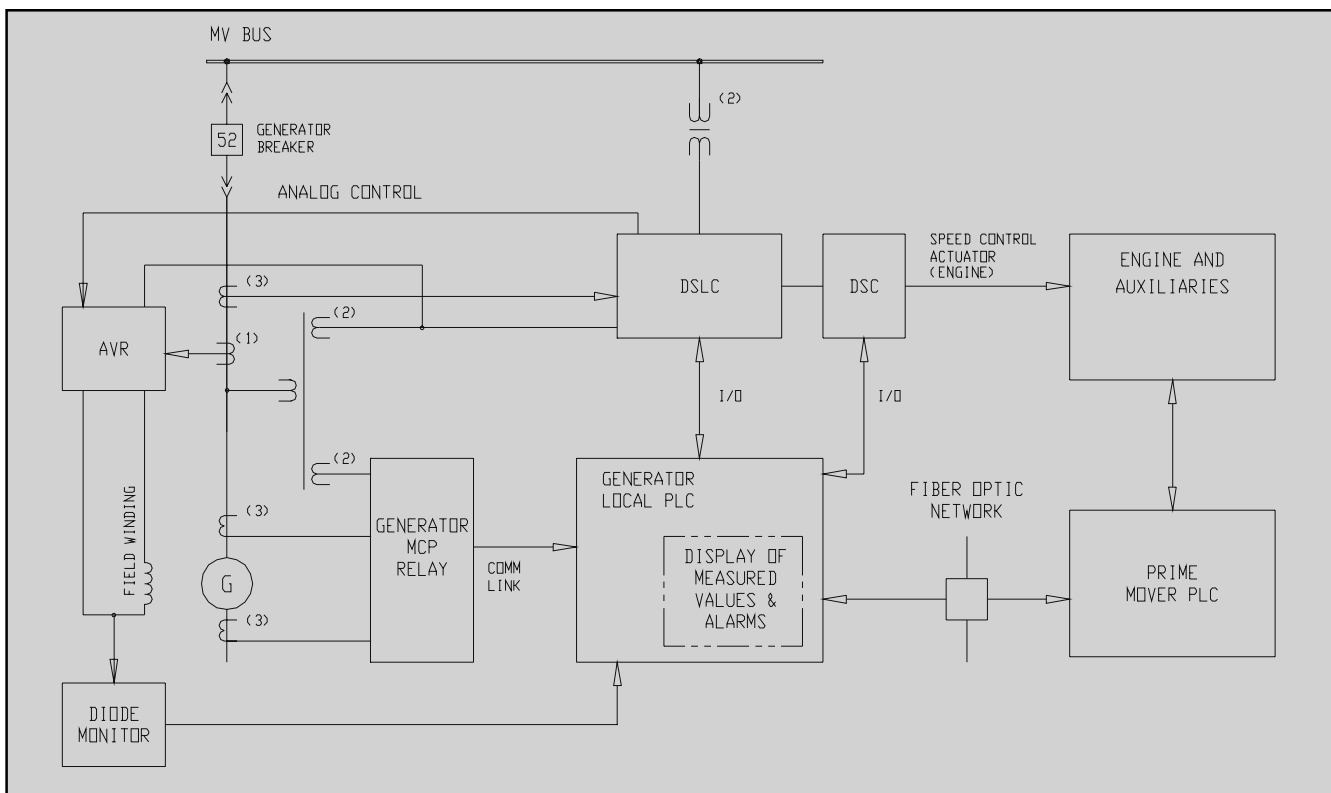 MV BUS
(2)
52
GENERATOR
BREAKER
ANALOG CONTROL
(3)
DSLC
DSC
SPEED CONTROL
ACTUATOR
(ENGINE)
ENGINE AND
AUXILIARIES
AVR
(1)
(2)
I/O
I/O
(2)
GENERATOR
LOCAL PLC
FIBER OPTIC
NETWORK
FIELD WINDING
(3)
GENERATOR
MCP
RELAY
COMM
LINK
DISPLAY OF
MEASURED
VALUES &
ALARMS
PRIME
MOVER PLC
G
(3)
DIODE
MONITOR